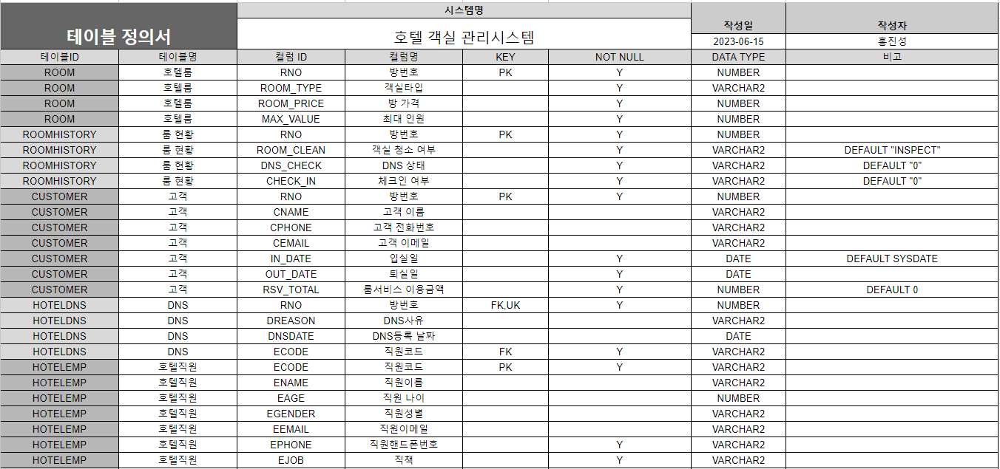 시스템명
테이블 정의서 호텔 객실 관리시스템 작성일 작성자
2023-06-15 홍진성
테이블ID 테이블명 컬럼 ID 컬럼명 KEY NOT NULL DATA TYPE 비고
ROOM 호텔룸 RNO 방번호 PK Y NUMBER
ROOM 호텔룸 ROOM_TYPE 객실타입 Y VARCHAR2
ROOM 호텔룸 ROOM_PRICE 방 가격 Y NUMBER
ROOM 호텔룸 MAX_VALUE 최대 인원 Y NUMBER
ROOMHISTORY 룸 현황 RNO 방번호 PK Y NUMBER
ROOMHISTORY 룸 현황 ROOM_CLEAN 객실 청소 여부 Y VARCHAR2 DEFAULT "INSPECT"
ROOMHISTORY 룸 현황 DNS_CHECK DNS 상태 Y VARCHAR2 DEFAULT "0"
ROOMHISTORY 룸 현황 CHECK_IN 체크인 여부 Y VARCHAR2 DEFAULT "0"
CUSTOMER 고객 RNO 방번호 PK Y NUMBER
CUSTOMER 고객 CNAME 고객 이름 VARCHAR2
CUSTOMER 고객 CPHONE 고객 전화번호 VARCHAR2
CUSTOMER 고객 CEMAIL 고객 이메일 VARCHAR2
CUSTOMER 고객 IN_DATE 입실일 Y DATE DEFAULT SYSDATE
CUSTOMER 고객 OUT_DATE 퇴실일 Y DATE
CUSTOMER 고객 RSV_TOTAL 룸서비스 이용금액 Y NUMBER DEFAULT 0
HOTELDNS DNS RNO 방번호 FK,UK Y NUMBER
HOTELDNS DNS DREASON DNS사유 VARCHAR2
HOTELDNS DNS DNSDATE DNS등록 날짜 DATE
HOTELDNS DNS ECODE 직원코드 FK Y VARCHAR2
HOTELEMP 호텔직원 ECODE 직원코드 PK Y VARCHAR2
HOTELEMP 호텔직원 ENAME 직원이름 VARCHAR2
HOTELEMP 호텔직원 EAGE 직원 나이 NUMBER
HOTELEMP 호텔직원 EGENDER 직원성별 VARCHAR2
HOTELEMP 호텔직원 EEMAIL 직원이메일 VARCHAR2
HOTELEMP 호텔직원 EPHONE 직원핸드폰번호 Y VARCHAR2
HOTELEMP 호텔직원 EJOB 직책 Y VARCHAR2